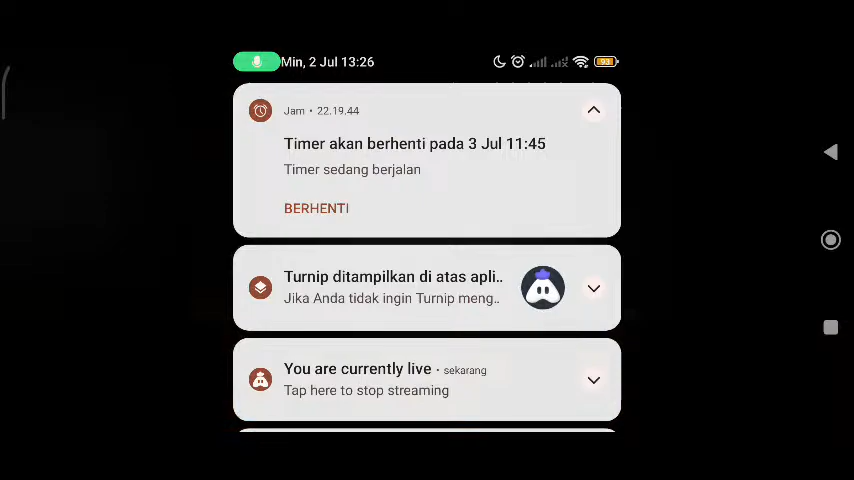 Min, 2 Jul 13:26
93
Jam • 22.19.44
Timer akan berhenti pada 3 Jul 11:45
Timer sedang berjalan
BERHENTI
Turnip ditampilkan di atas apli..
Jika Anda tidak ingin Turnip meng..
You are currently live • sekarang
Tap here to stop streaming